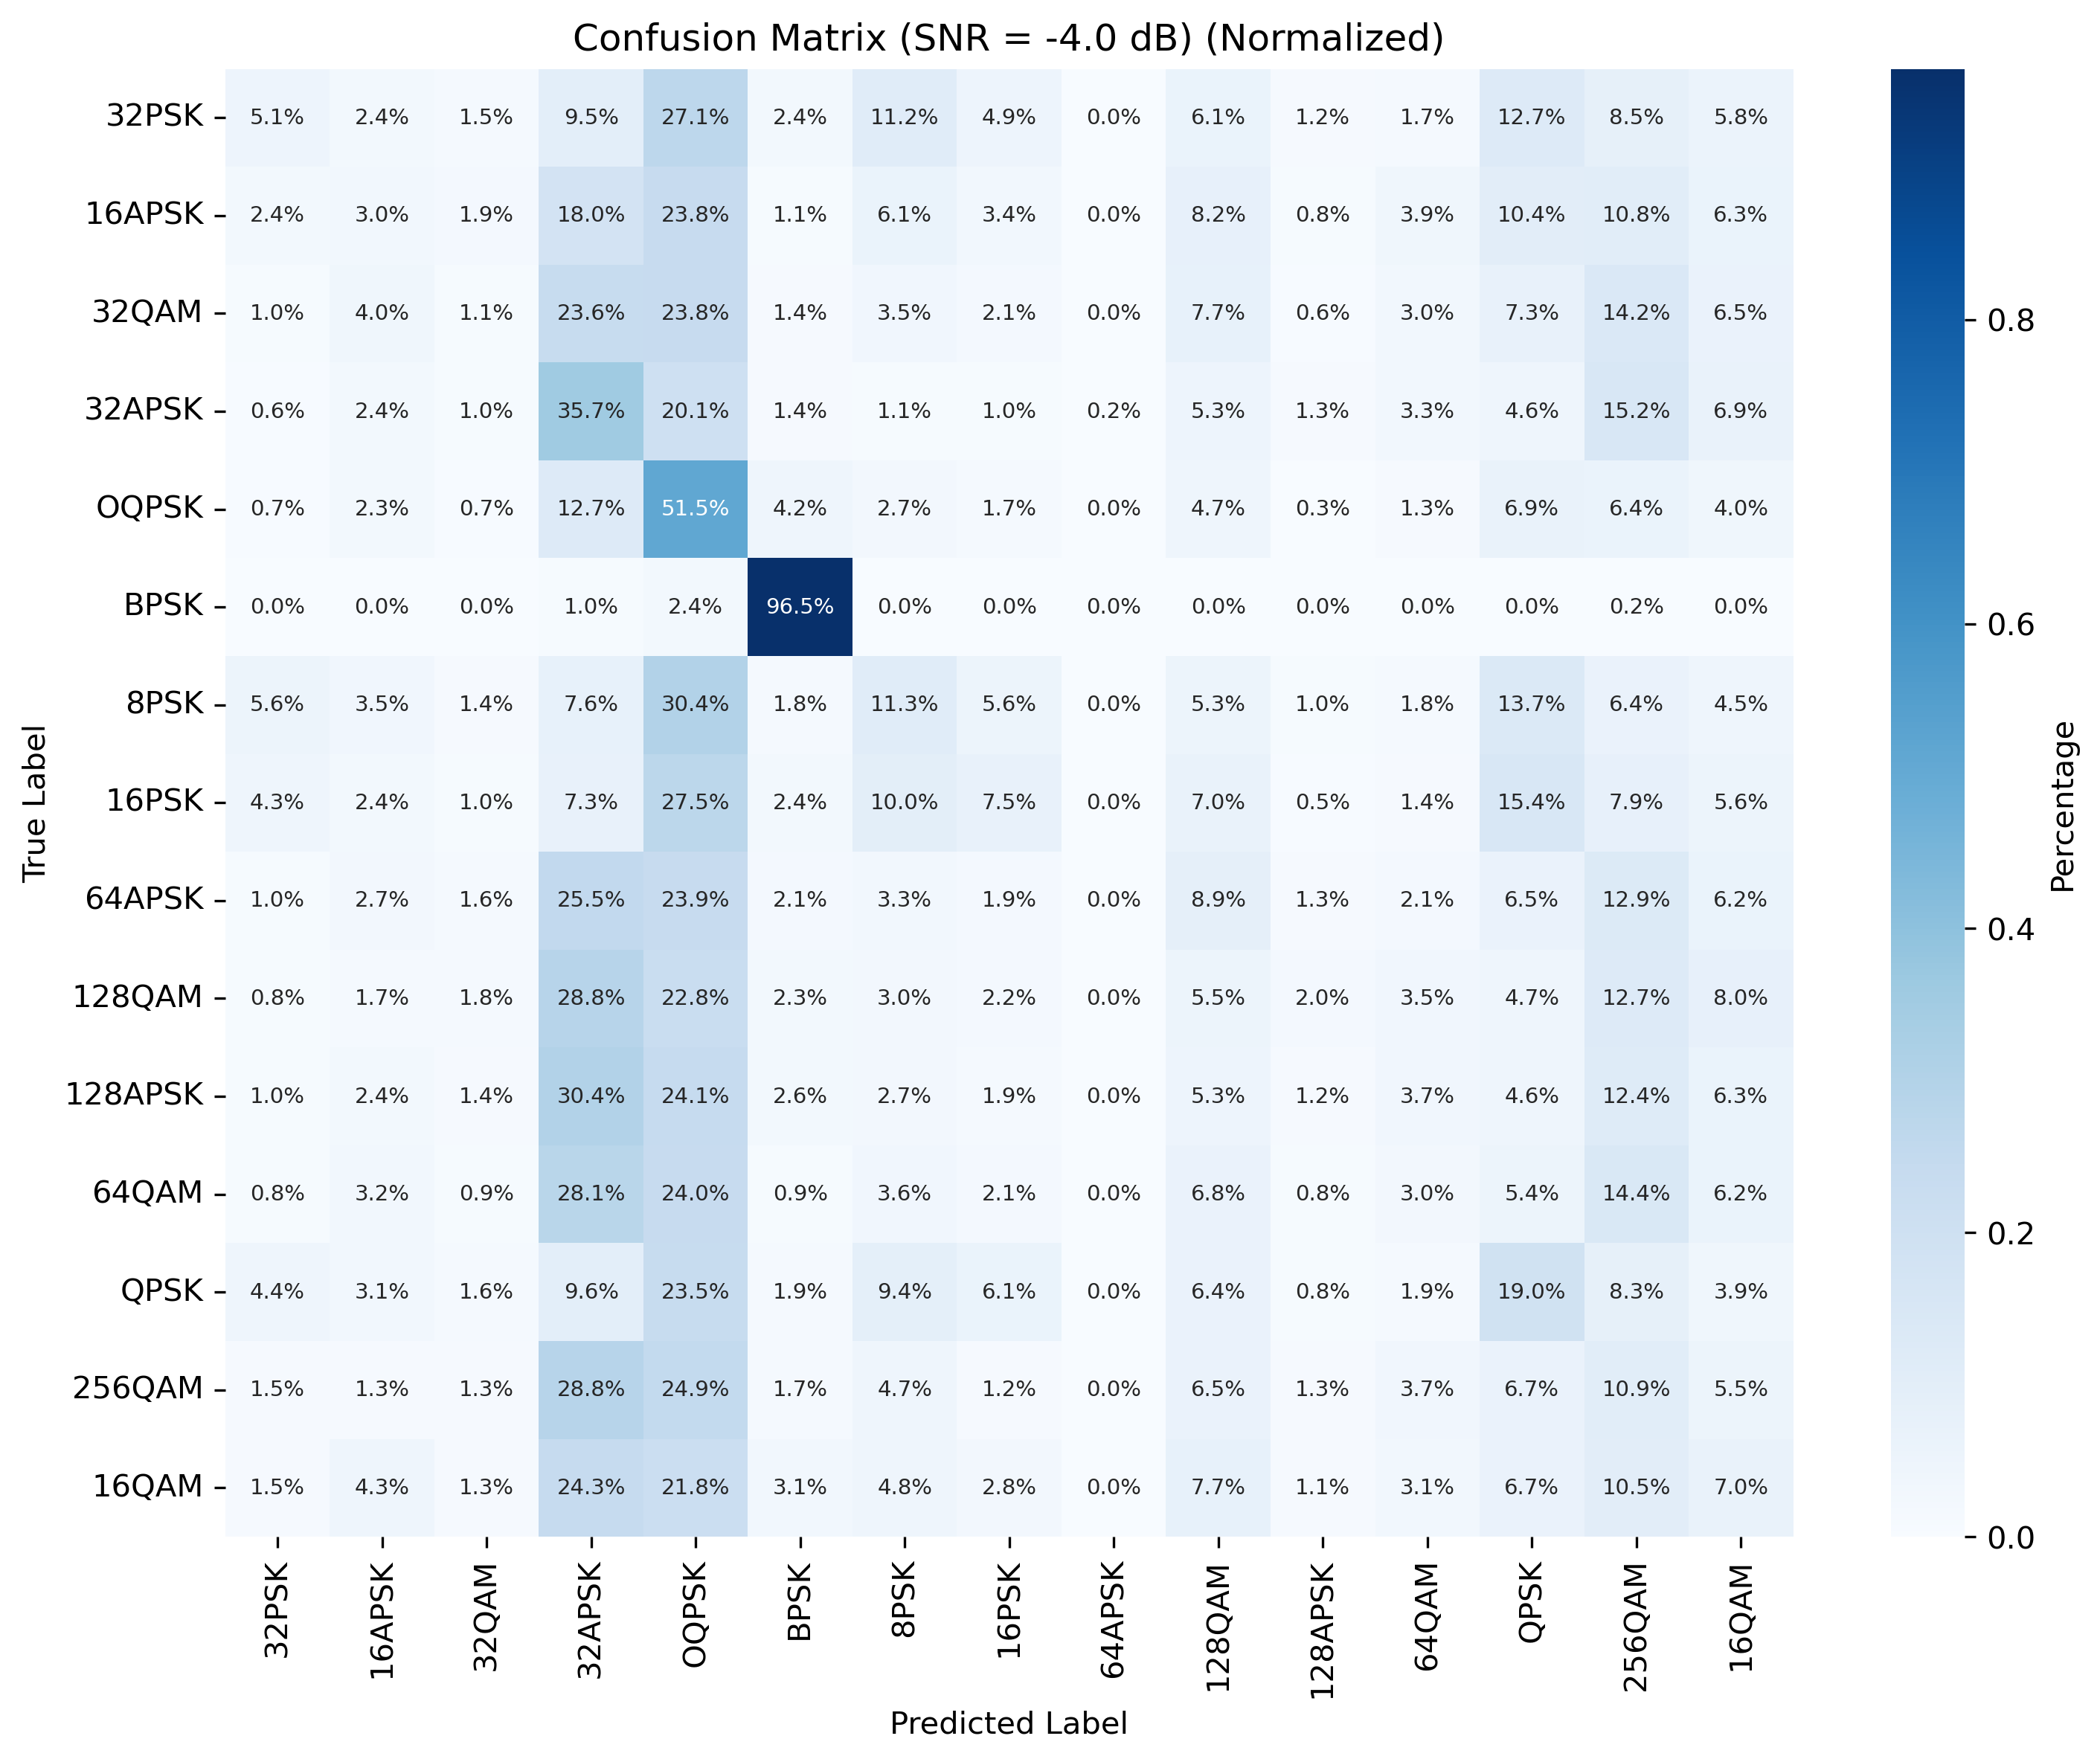 Confusion Matrix (SNR = -4.0 dB) (Normalized)
32PSK 5.1% 2.4% 1.5% 9.5% 27.1% 2.4% 11.2% 4.9% 0.0% 6.1% 1.2% 1.7% 12.7% 8.5% 5.8%
16APSK 2.4% 3.0% 1.9% 18.0% 23.8% 1.1% 6.1% 3.4% 0.0% 8.2% 0.8% 3.9% 10.4% 10.8% 6.3%
32QAM 1.0% 4.0% 1.1% 23.6% 23.8% 1.4% 3.5% 2.1% 0.0% 7.7% 0.6% 3.0% 7.3% 14.2% 6.5%
0.8
32APSK 0.6% 2.4% 1.0% 35.7% 20.1% 1.4% 1.1% 1.0% 0.2% 5.3% 1.3% 3.3% 4.6% 15.2% 6.9%
OQPSK 0.7% 2.3% 0.7% 12.7% 51.5% 4.2% 2.7% 1.7% 0.0% 4.7% 0.3% 1.3% 6.9% 6.4% 4.0%
BPSK 0.0% 0.0% 0.0% 1.0% 2.4% 96.5% 0.0% 0.0% 0.0% 0.0% 0.0% 0.0% 0.0% 0.2% 0.0%
0.6
8PSK 5.6% 3.5% 1.4% 7.6% 30.4% 1.8% 11.3% 5.6% 0.0% 5.3% 1.0% 1.8% 13.7% 6.4% 4.5%
True Label
Percentage
16PSK 4.3% 2.4% 1.0% 7.3% 27.5% 2.4% 10.0% 7.5% 0.0% 7.0% 0.5% 1.4% 15.4% 7.9% 5.6%
64APSK 1.0% 2.7% 1.6% 25.5% 23.9% 2.1% 3.3% 1.9% 0.0% 8.9% 1.3% 2.1% 6.5% 12.9% 6.2%
0.4
128QAM 0.8% 1.7% 1.8% 28.8% 22.8% 2.3% 3.0% 2.2% 0.0% 5.5% 2.0% 3.5% 4.7% 12.7% 8.0%
128APSK 1.0% 2.4% 1.4% 30.4% 24.1% 2.6% 2.7% 1.9% 0.0% 5.3% 1.2% 3.7% 4.6% 12.4% 6.3%
64QAM 0.8% 3.2% 0.9% 28.1% 24.0% 0.9% 3.6% 2.1% 0.0% 6.8% 0.8% 3.0% 5.4% 14.4% 6.2%
0.2
QPSK 4.4% 3.1% 1.6% 9.6% 23.5% 1.9% 9.4% 6.1% 0.0% 6.4% 0.8% 1.9% 19.0% 8.3% 3.9%
256QAM 1.5% 1.3% 1.3% 28.8% 24.9% 1.7% 4.7% 1.2% 0.0% 6.5% 1.3% 3.7% 6.7% 10.9% 5.5%
16QAM 1.5% 4.3% 1.3% 24.3% 21.8% 3.1% 4.8% 2.8% 0.0% 7.7% 1.1% 3.1% 6.7% 10.5% 7.0%
0.0
32PSK 16APSK 32QAM 32APSK OQPSK BPSK 8PSK 16PSK 64APSK 128QAM 128APSK 64QAM QPSK 256QAM 16QAM
Predicted Label